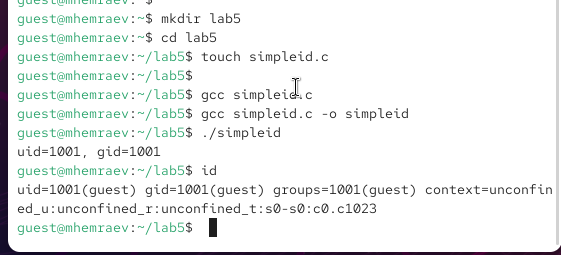 guest@mhemraev:~$ mkdir lab5
guest@mhemraev:~$ cd lab5
guest@mhemraev:~/lab5$ touch simpleid.c
guest@mhemraev:~/lab5$
guest@mhemraev:~/lab5$ gcc simpleid.c
guest@mhemraev:~/lab5$ gcc simpleid.c -o simpleid
guest@mhemraev:~/lab5$ ./simpleid
uid=1001, gid=1001
guest@mhemraev:~/lab5$ id
uid=1001(guest) gid=1001(guest) groups=1001(guest) context=unconfin
ed_u:unconfined_r:unconfined_t:s0-s0:c0.c1023
guest@mhemraev:~/lab5$